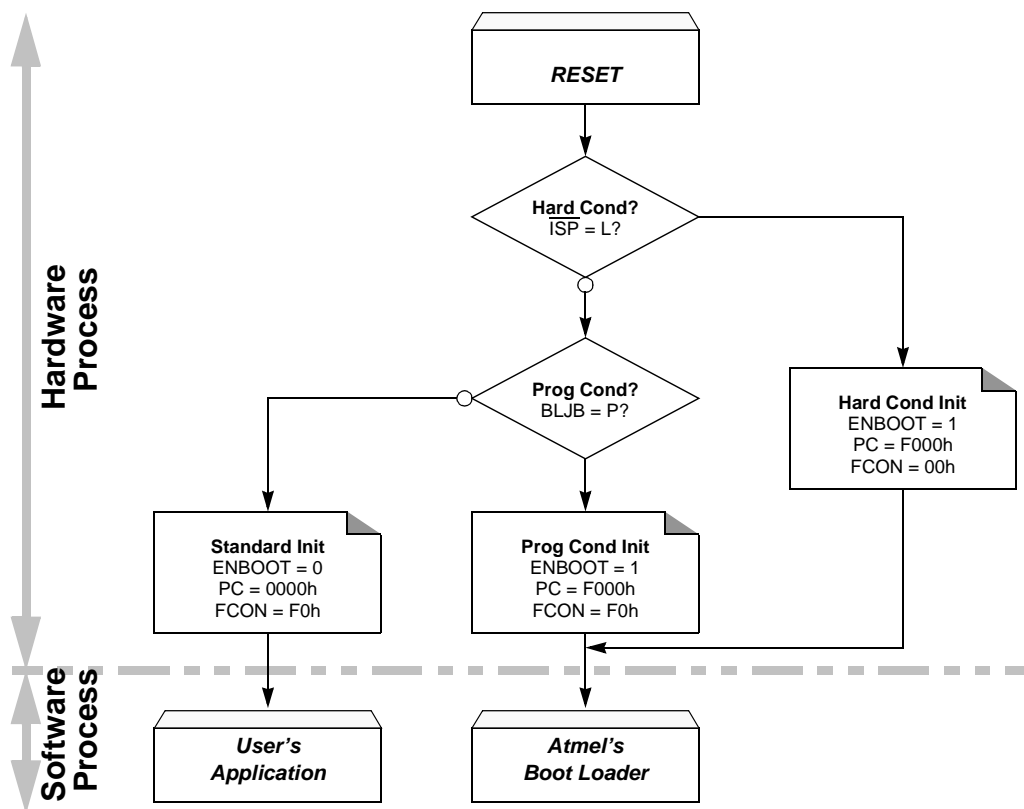 RESET
Hard Cond?
ISP = L?
Prog Cond?
BLJB = P?
Hard Cond Init
ENBOOT = 1
PC = F000h
FCON = 00h
Standard Init
ENBOOT = 0
PC = 0000h
FCON = F0h
Prog Cond Init
ENBOOT = 1
PC = F000h
FCON = F0h
Hardware
Process
Software
Process
User's
Application
Atmel's
Boot Loader